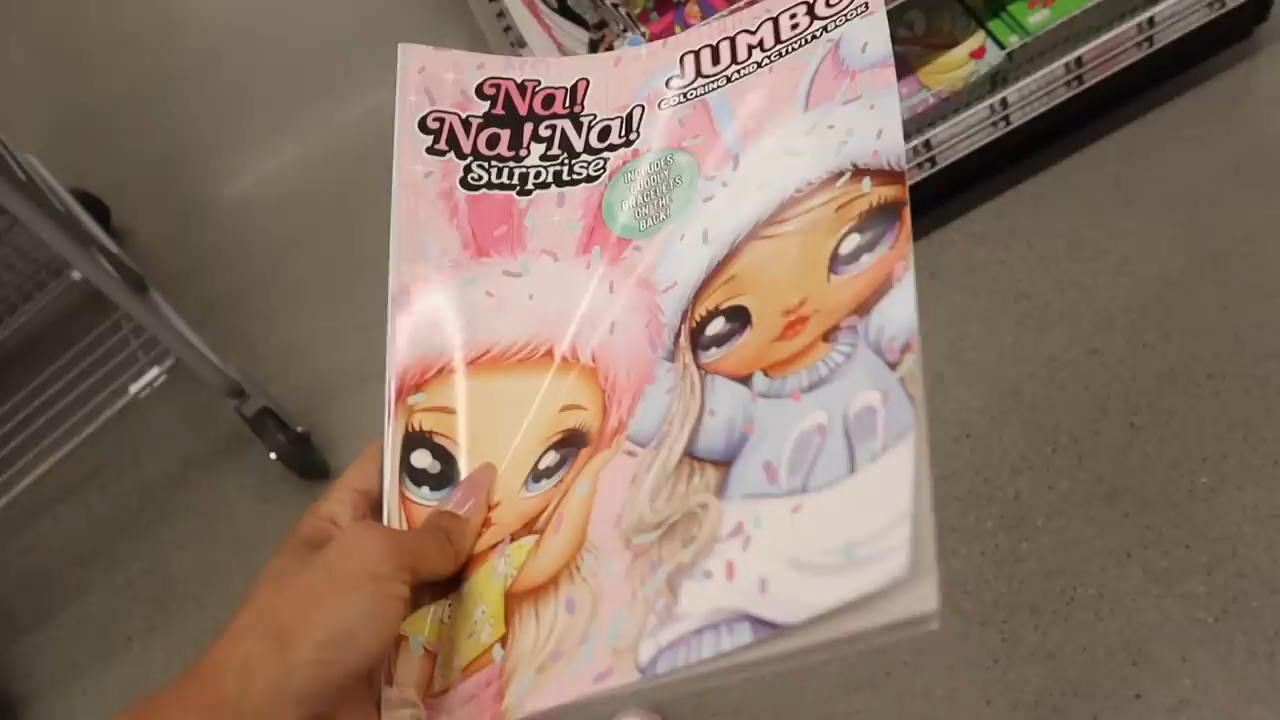 Na!
Na! Na!
Surprise
JUMBO
COLORING AND ACTIVITY BOOK
INCLUDES
CUDDLY
BRACELETS
ON THE
BACK!